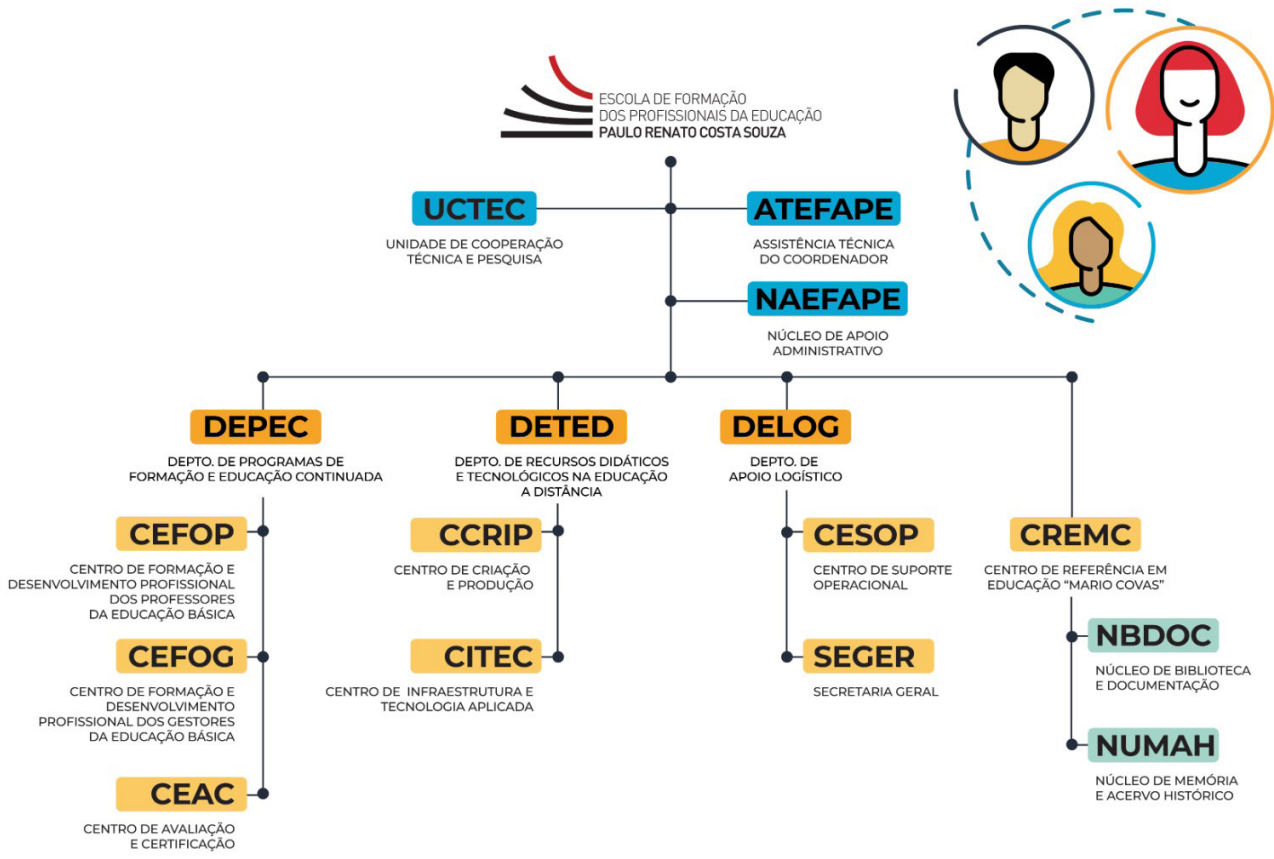 ESCOLA DE FORMAÇÃO
DOS PROFISSIONAIS DA EDUCAÇÃO
PAULO RENATO COSTA SOUZA
UCTEC
UNIDADE DE COOPERAÇÃO
TÉCNICA E PESQUISA
ATEFAPE
ASSISTÊNCIA TÉCNICA
DO COORDENADOR
NAEFAPE
NÚCLEO DE APOIO
ADMINISTRATIVO
DEPEC
DEPTO. DE PROGRAMAS DE
FORMAÇÃO E EDUCAÇÃO CONTINUADA
CEFOP
CENTRO DE FORMAÇÃO E
DESENVOLVIMENTO PROFISSIONAL
DOS PROFESSORES
DA EDUCAÇÃO BÁSICA
CEFOG
CENTRO DE FORMAÇÃO E
DESENVOLVIMENTO
PROFISSIONAL DOS GESTORES
DA EDUCAÇÃO BÁSICA
CEAC
CENTRO DE AVALIAÇÃO
E CERTIFICAÇÃO
DETED
DEPTO. DE RECURSOS DIDÁTICOS
E TECNOLÓGICOS NA EDUCAÇÃO
A DISTÂNCIA
CCRIP
CENTRO DE CRIAÇÃO
E PRODUÇÃO
CITEC
CENTRO DE INFRAESTRUTURA E
TECNOLOGIA APLICADA
DELOG
DEPTO. DE
APOIO LOGÍSTICO
CESOP
CENTRO DE SUPORTE
OPERACIONAL
SEGER
SECRETARIA GERAL
CREMC
CENTRO DE REFERÊNCIA EM
EDUCAÇÃO “MARIO COVAS”
NBDOC
NÚCLEO DE BIBLIOTECA
E DOCUMENTAÇÃO
NUMAH
NÚCLEO DE MEMÓRIA
E ACERVO HISTÓRICO